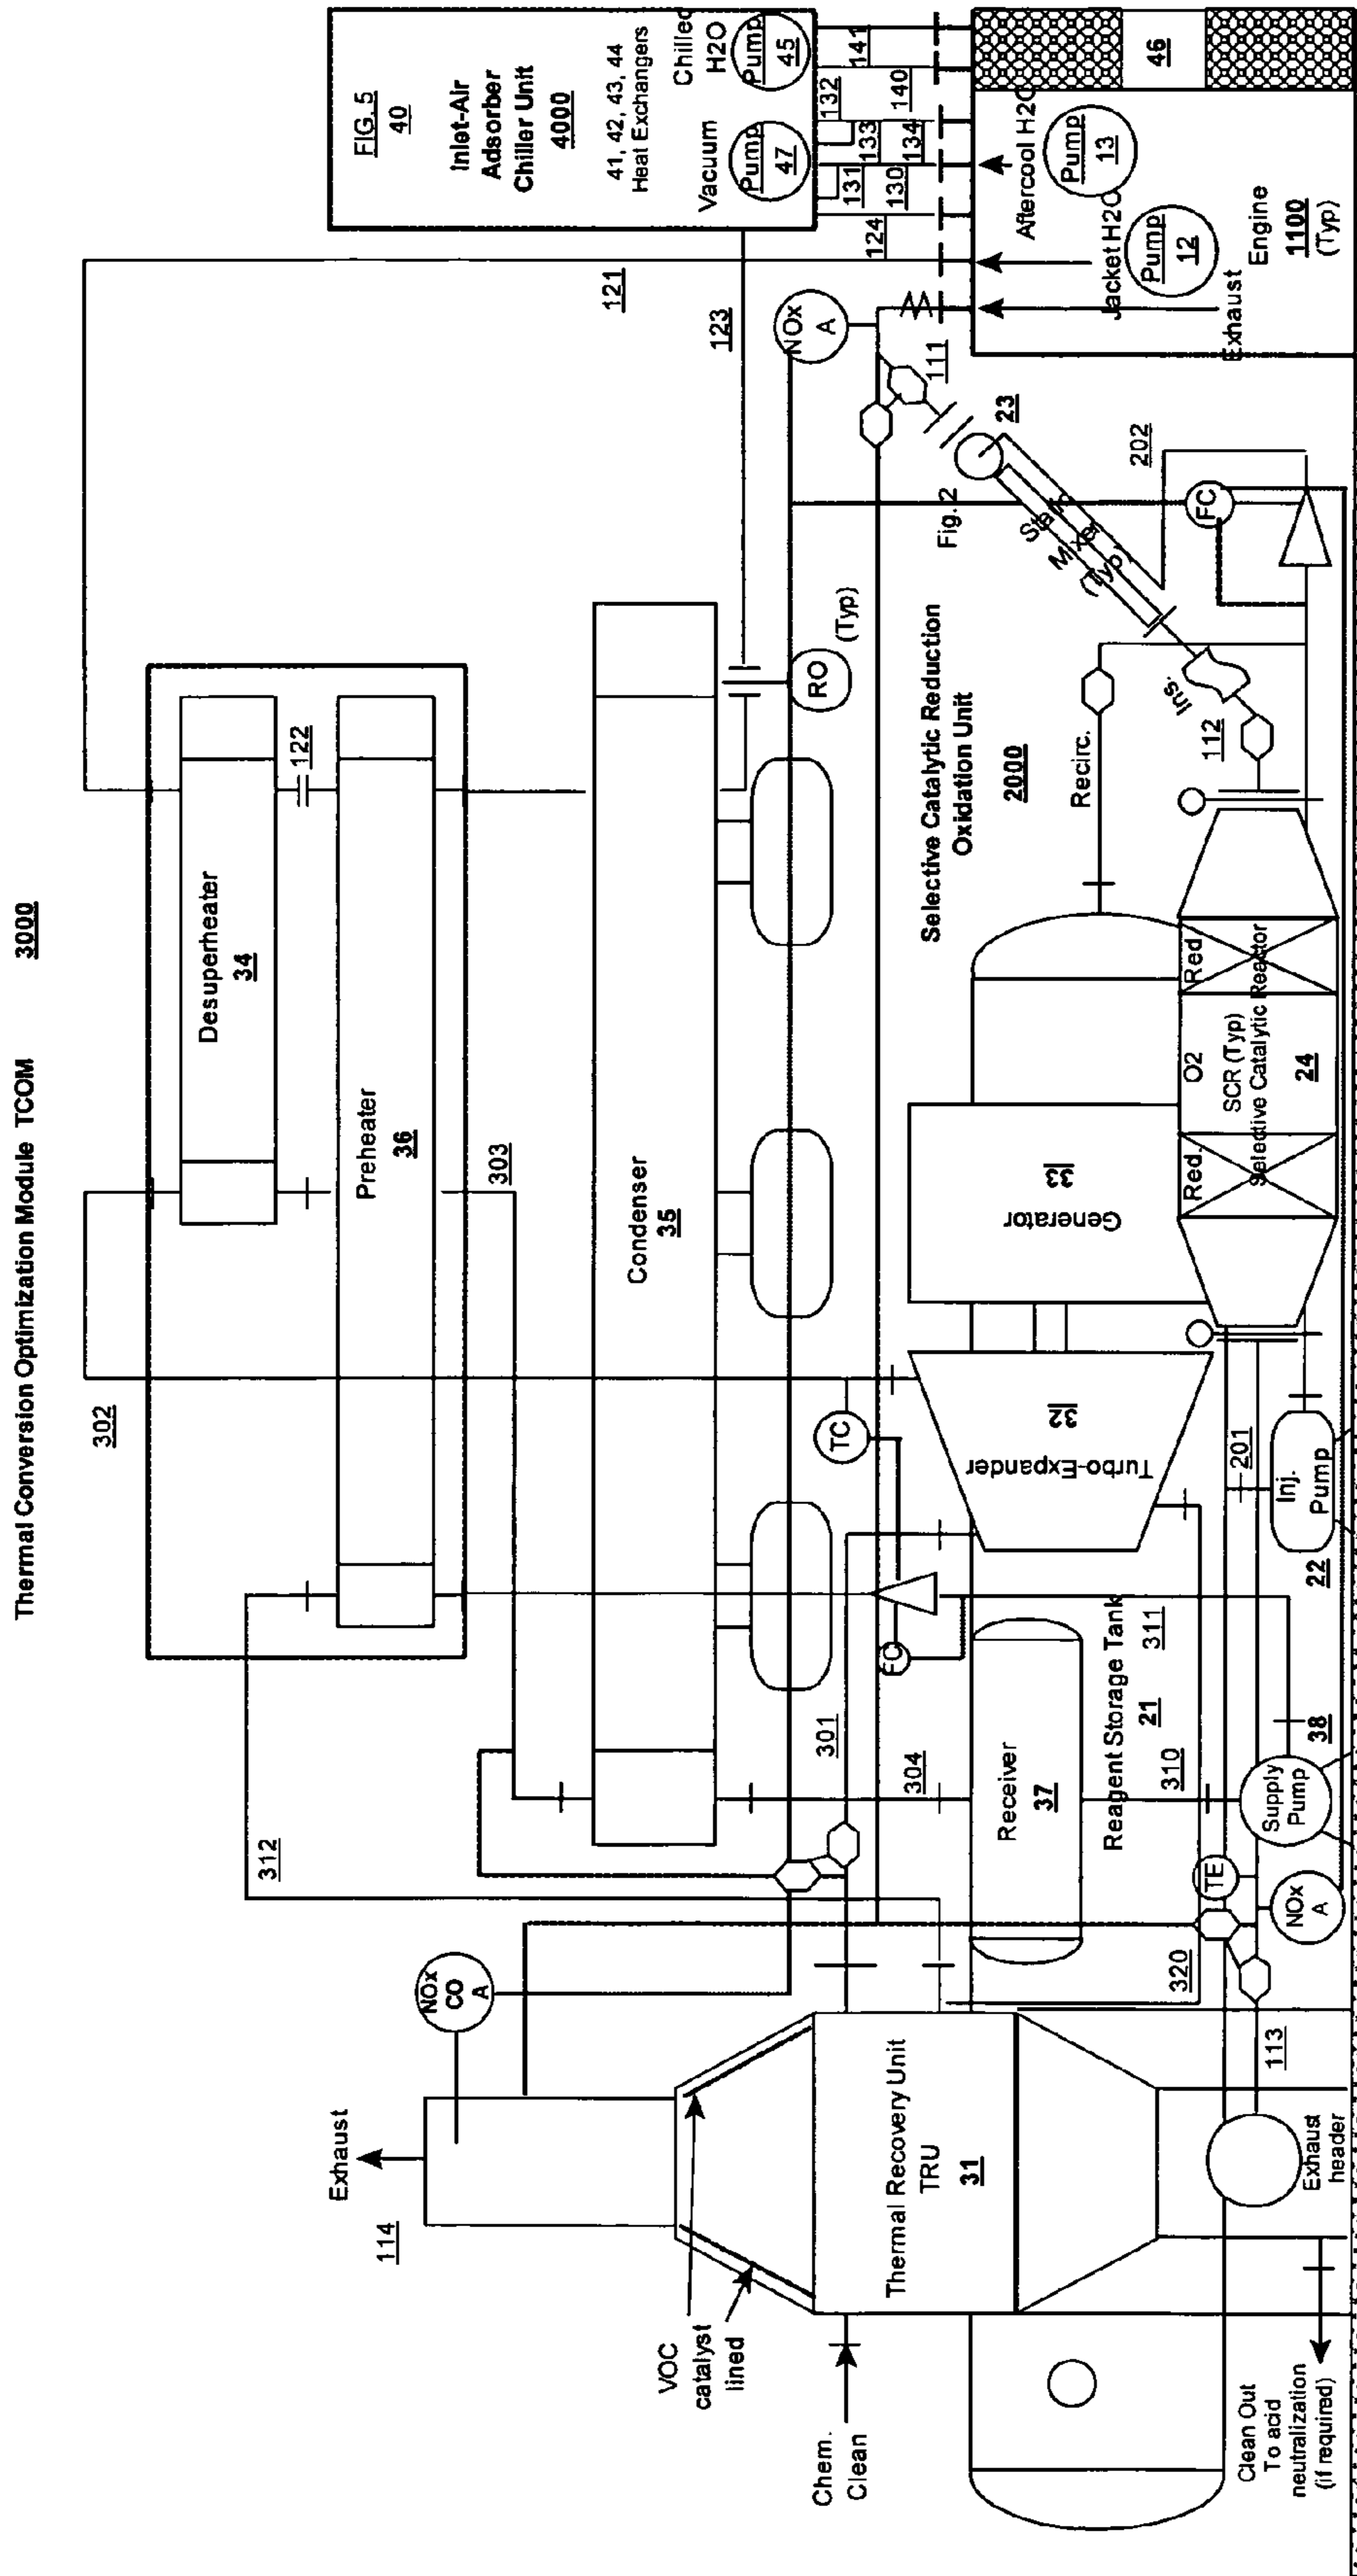 Thermal Conversion Optimization Module TCOM
3000
FIG. 5
40
Inlet-Air
Adsorber
Chiller Unit
4000
41, 42, 43, 44
Heat Exchangers
Chilled
H2O
Vacuum
Pump
45
Pump
47
141
140
132
133
134
131
130
124
46
Aftercool H2O
Pump
13
Jacket H2O
Pump
12
Engine
1100
(Typ)
Exhaust
121
123
NOx
A
111
23
Fig. 2
Static
Mixer
(Typ)
202
FC
Ins.
112
Recirc.
Selective Catalytic Reduction
Oxidation Unit
2000
RO
(Typ)
Desuperheater
34
122
Preheater
36
302
303
Condenser
35
312
Generator
33
Turbo-Expander
32
TC
FC
Red
O2
Red.
SCR (Typ)
Selective Catalytic Reactor
24
201
Inj.
Pump
22
301
304
Receiver
37
Reagent Storage Tank
21
311
310
38
Supply
Pump
TE
NOx
A
320
113
NOx
CO
A
Exhaust
114
VOC
catalyst
lined
Thermal Recovery Unit
TRU
31
Chem.
Clean
Exhaust
header
Clean Out
To acid
neutralization
(if required)